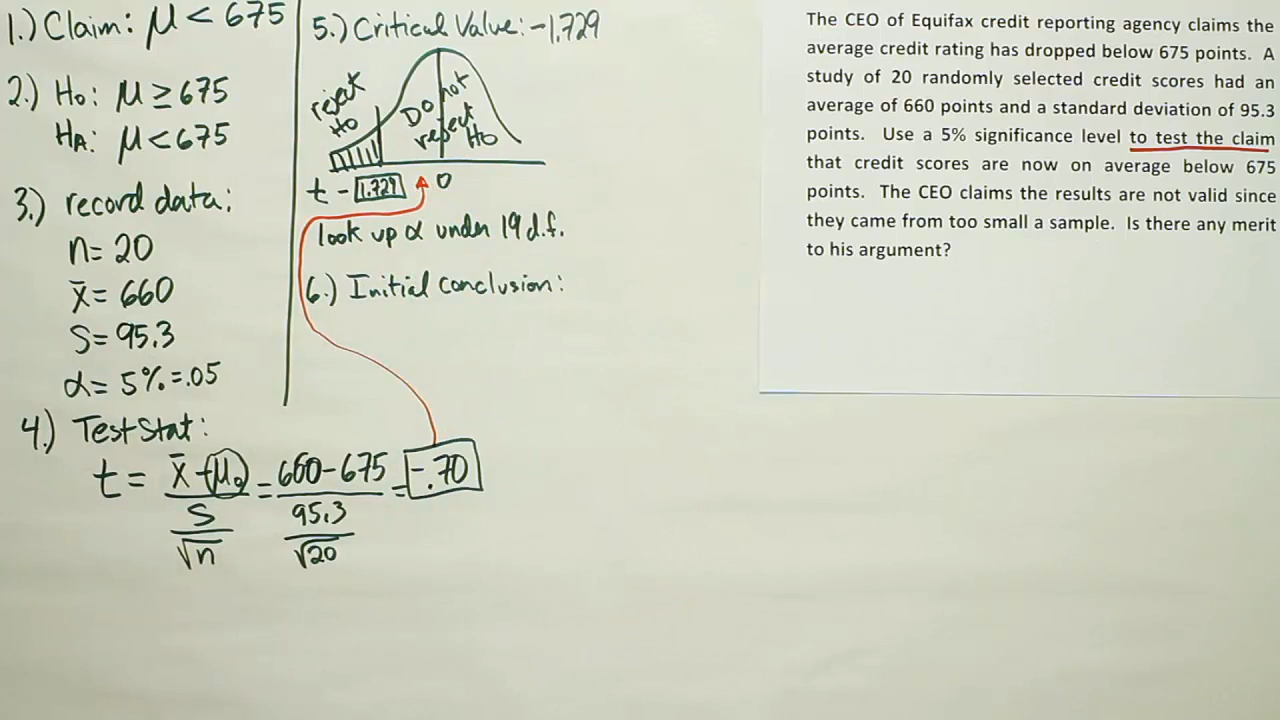 1.) Claim: μ < 675
2.) Ho: μ ≥ 675
HA: μ < 675
3.) record data:
n = 20
x̄ = 660
S = 95.3
α = 5% = .05
4.) Test Stat:
t = x̄ - μ₀ = 660 - 675 = -.70
S 95.3
√n √20
5.) Critical Value: -1.729
reject Ho
Do not reject Ho
t - 1.729 0
look up α under 19 d.f.
6.) Initial conclusion:
The CEO of Equifax credit reporting agency claims the
average credit rating has dropped below 675 points. A
study of 20 randomly selected credit scores had an
average of 660 points and a standard deviation of 95.3
points. Use a 5% significance level to test the claim
that credit scores are now on average below 675
points. The CEO claims the results are not valid since
they came from too small a sample. Is there any merit
to his argument?